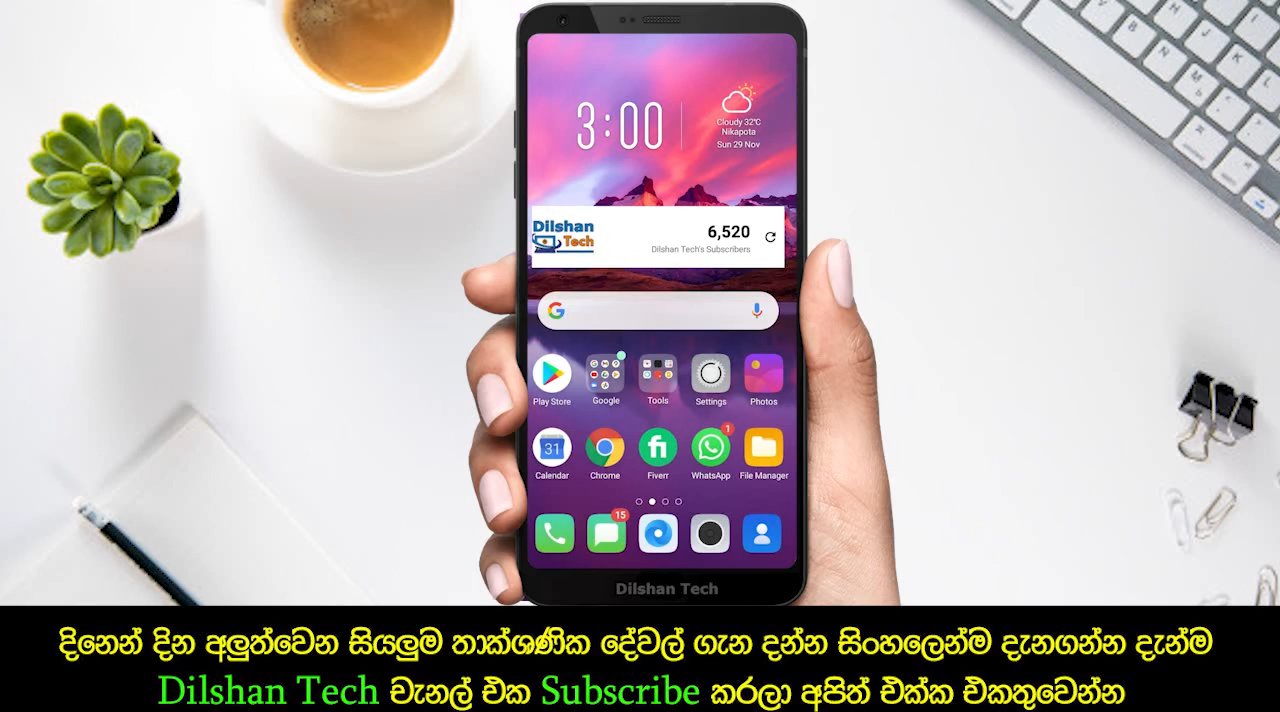 3:00
Cloudy 32°C
Nikapota
Sun 29 Nov
Dilshan
Tech
6,520
Dilshan Tech's Subscribers
Play Store Google Tools Settings Photos
31
1
Calendar Chrome Fiverr WhatsApp File Manager
15
Dilshan Tech
දිනෙන් දින අලුත්වෙන සියලුම තාක්ශණික දේවල් ගැන දන්න සිංහලෙන්ම දැනගන්න දැන්ම
Dilshan Tech චැනල් එක Subscribe කරලා අපිත් එක්ක එකතුවෙන්න